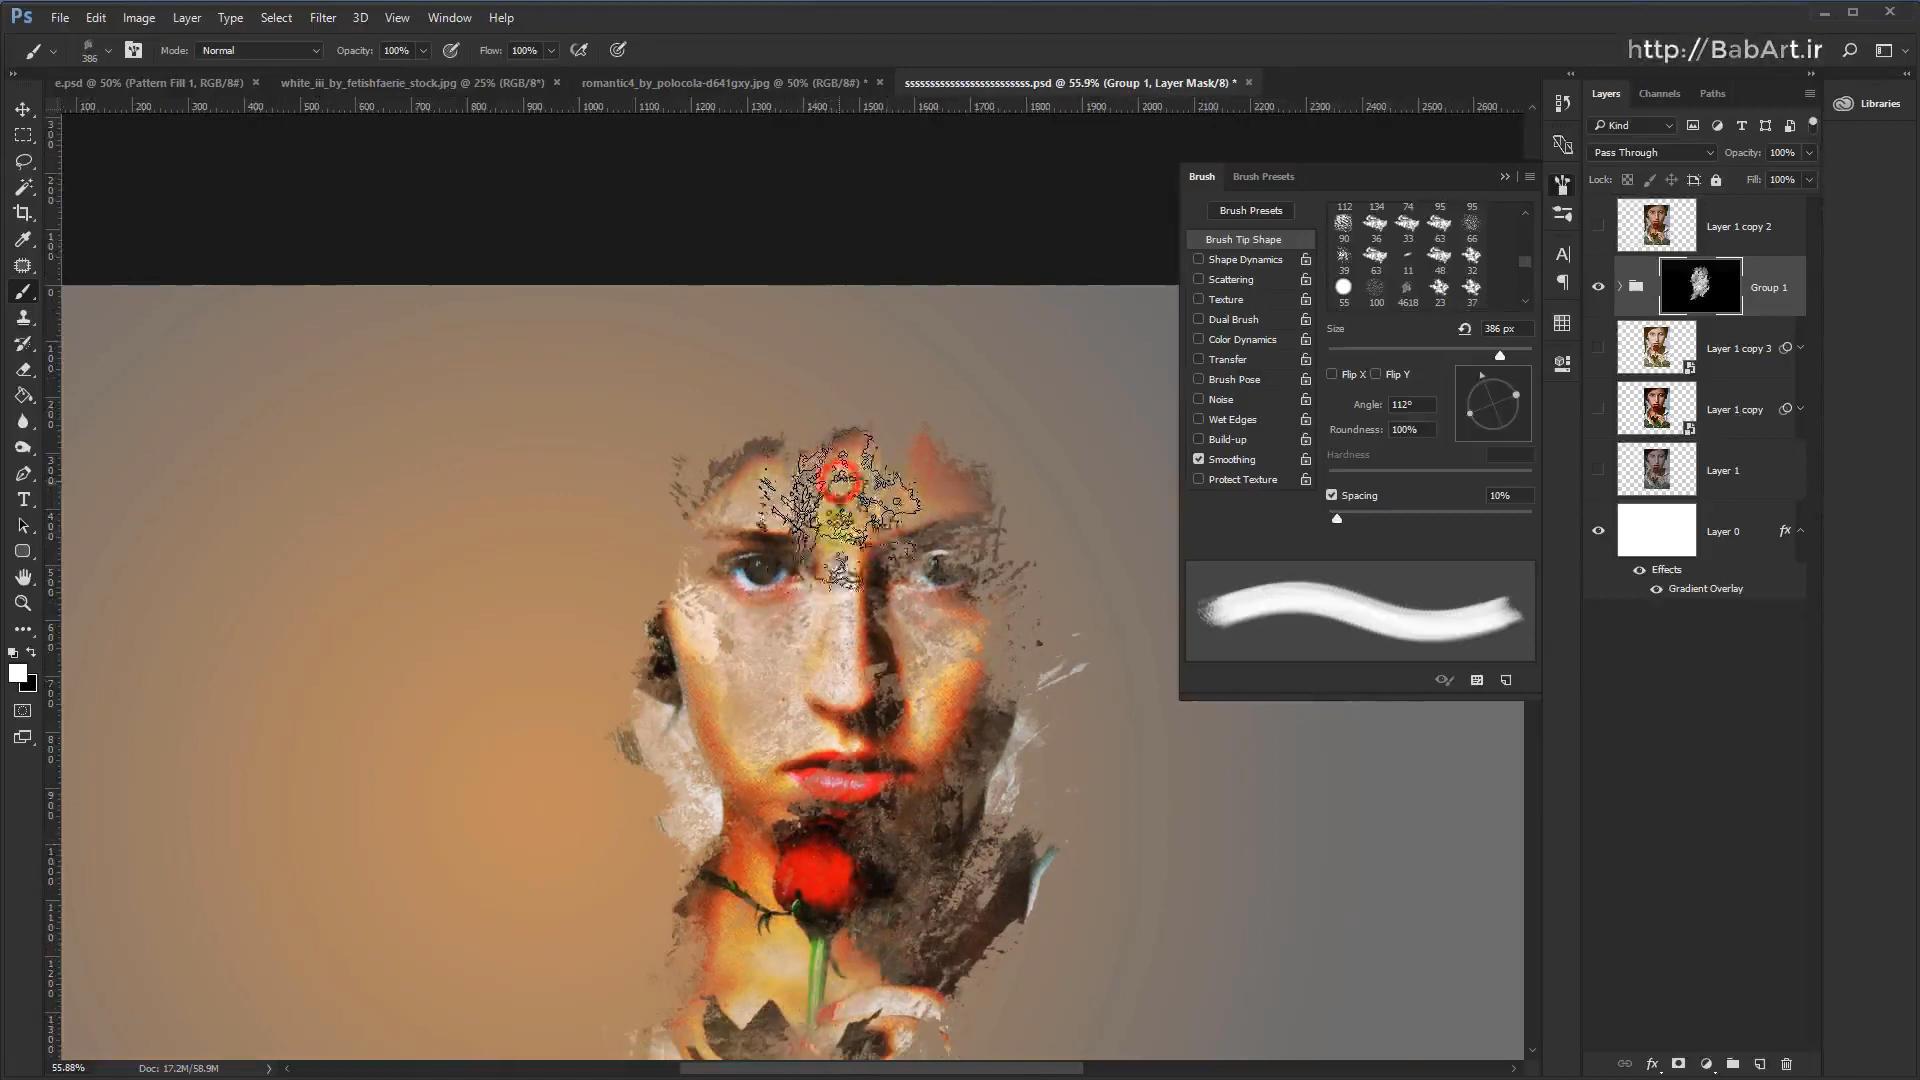 Ps File Edit Image Layer Type Select Filter 3D View Window Help
386 Mode: Normal Opacity: 100% Flow: 100% http://BabArt.ir
e.psd @ 50% (Pattern Fill 1, RGB/8#) × white_iii_by_fetishfaerie_stock.jpg @ 25% (RGB/8*) × romantic4_by_polocola-d641gxy.jpg @ 50% (RGB/8#) * × sssssssssssssssssssssssss.psd @ 55.9% (Group 1, Layer Mask/8) * ×
100 200 300 400 500 600 700 800 900 1000 1100 1200 1300 1400 1500 1600 1700 1800 1900 2000 2100 2200 2300 2400 2500 2600
Brush Brush Presets
Brush Presets
Brush Tip Shape
Shape Dynamics
Scattering
Texture
Dual Brush
Color Dynamics
Transfer
Brush Pose
Noise
Wet Edges
Build-up
Smoothing
Protect Texture
112 134 74 95 95
90 36 33 63 66
39 63 11 48 32
55 100 4618 23 37
Size 386 px
Flip X Flip Y
Angle: 112º
Roundness: 100%
Hardness
Spacing 10%
Layers Channels Paths
Kind
Pass Through Opacity: 100%
Lock: Fill: 100%
Layer 1 copy 2
Group 1
Layer 1 copy 3
Layer 1 copy
Layer 1
Layer 0 fx
Effects
Gradient Overlay
Libraries
55.88% Doc: 17.2M/58.9M
fx